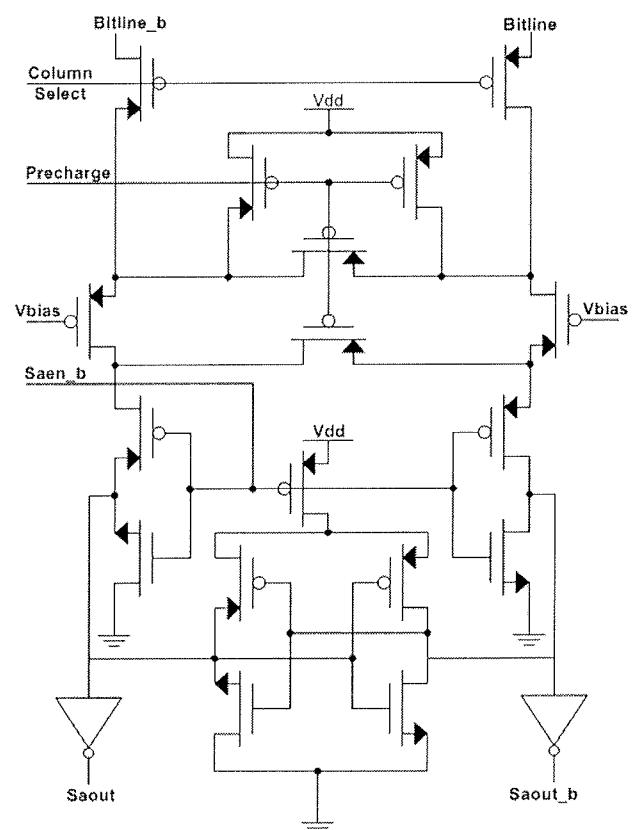 Bitline_b
Bitline
Column
Select
Vdd
Precharge
Vbias
Vbias
Saen_b
Vdd
Saout
Saout_b